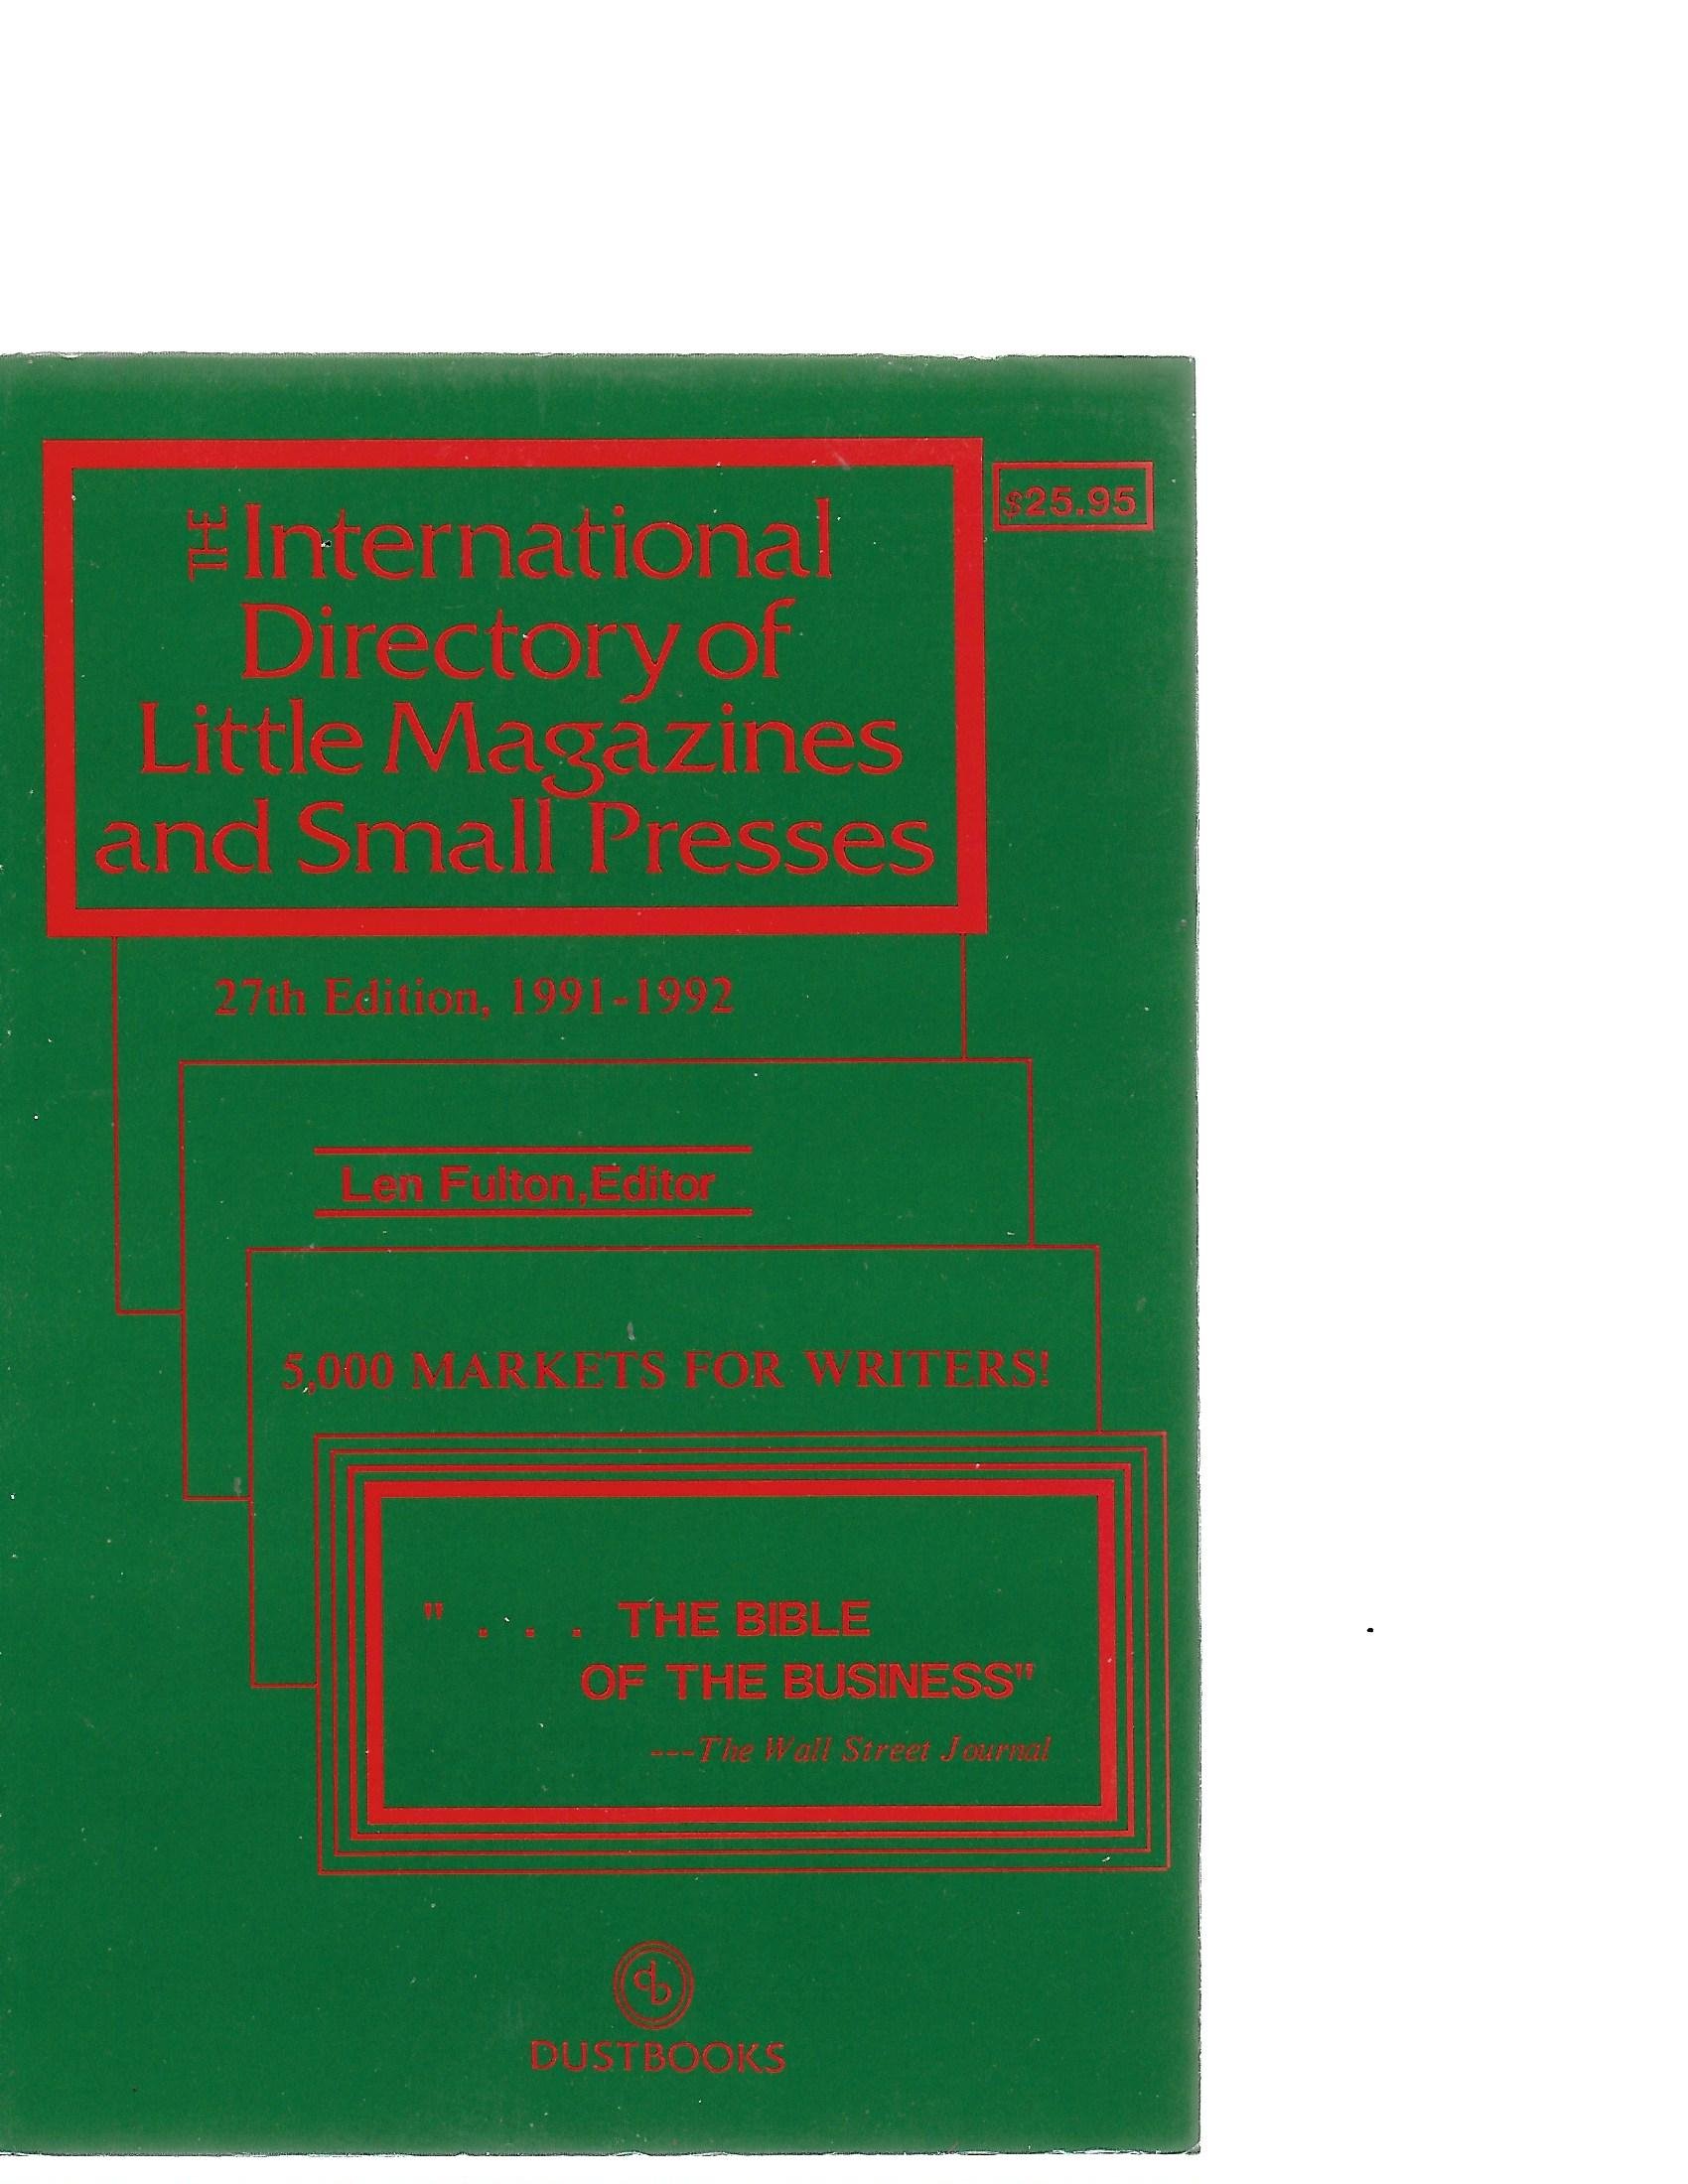 THE International
Directory of
Little Magazines
and Small Presses
$25.95
27th Edition, 1991-1992
Len Fulton,Editor
5,000 MARKETS FOR WRITERS!
" . . . THE BIBLE
OF THE BUSINESS"
---The Wall Street Journal
db
DUSTBOOKS